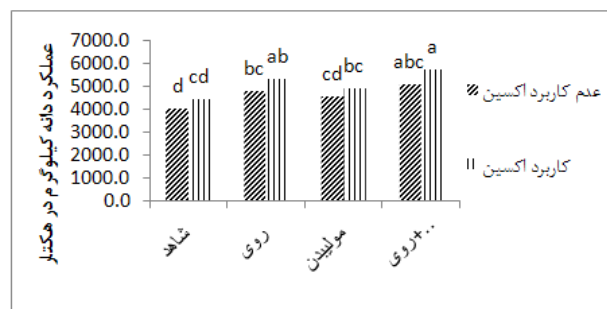 عملکرد دانه کیلوگرم در هکتار
7000.0
6000.0
5000.0
4000.0
3000.0
2000.0
1000.0
0.0
d cd bc ab cd bc abc a
شاهد
روی
مولیبدن
روی+..
عدم کاربرد اکسین
کاربرد اکسین